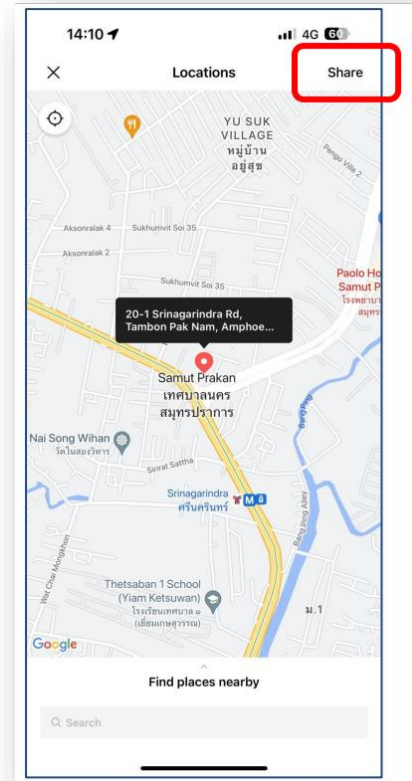 14:10
4G 60
Locations
Share
YU SUK
VILLAGE
หมู่บ้าน
อยู่สุข
Pengo Ville 2
Aksonralak 4
Sukhumvit Soi 35
Aksonralak 2
Sukhumvit Soi 35
Paolo Ho
Samut P
โรงพยาบา
สมุทร
20-1 Srinagarindra Rd,
Tambon Pak Nam, Amphoe...
Samut Prakan
เทศบาลนคร
สมุทรปราการ
Bang Ping
Nai Song Wihan
วัดในสองวิหาร
Sirirat Sattha
Srinagarindra
ศรีนครินทร์
M
Bang Ping Alley
Wat Chai Mongkhon
Thetsaban 1 School
(Yiam Ketsuwan)
โรงเรียนเทศบาล ๑
(เยี่ยมเกษสุวรรณ)
ม.1
Google
Find places nearby
Search